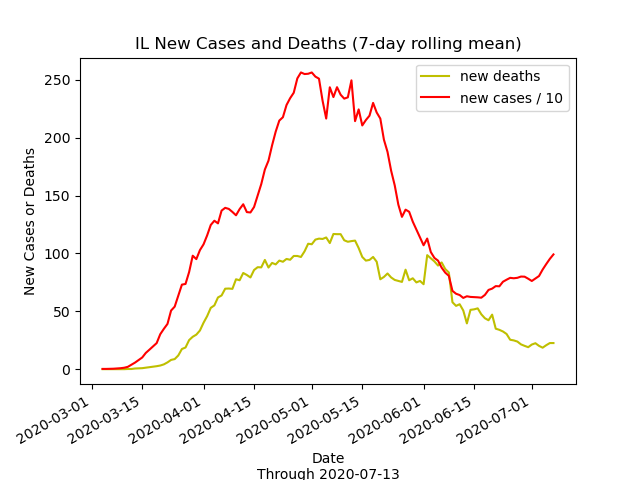 IL New Cases and Deaths (7-day rolling mean)
new deaths
new cases / 10
250
200
150
100
50
0
New Cases or Deaths
2020-03-01
2020-03-15
2020-04-01
2020-04-15
2020-05-01
2020-05-15
2020-06-01
2020-06-15
2020-07-01
Date
Through 2020-07-13